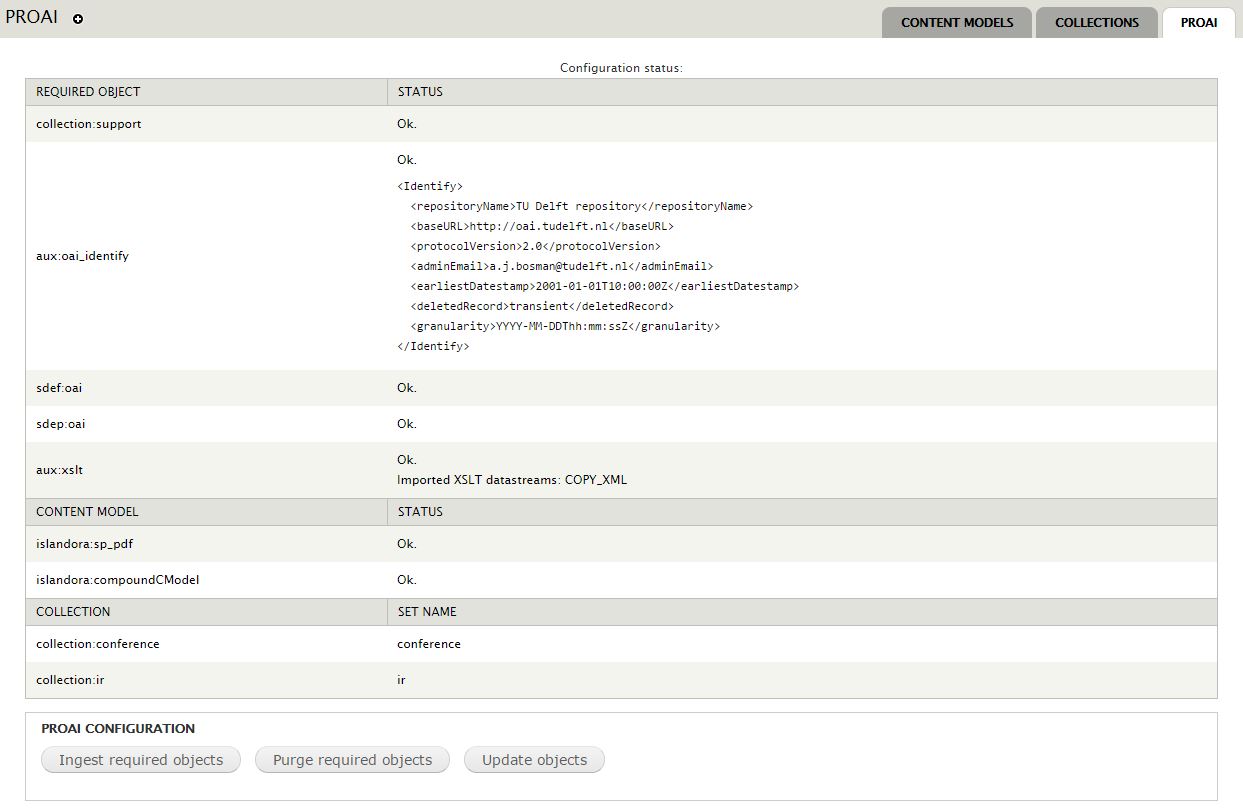 PROAI
CONTENT MODELS COLLECTIONS PROAI
Configuration status:
REQUIRED OBJECT STATUS
collection:support Ok.
Ok.
<Identify>
<repositoryName>TU Delft repository</repositoryName>
<baseURL>http://oai.tudelft.nl</baseURL>
<protocolVersion>2.0</protocolVersion>
aux:oai_identify
<adminEmail>a.j.bosman@tudelft.nl</adminEmail>
<earliestDatestamp>2001-01-01T10:00:00Z</earliestDatestamp>
<deletedRecord>transient</deletedRecord>
<granularity>YYYY-MM-DDThh:mm:ssZ</granularity>
</Identify>
sdef:oai Ok.
sdep:oai Ok.
aux:xslt Ok.
Imported XSLT datastreams: COPY_XML
CONTENT MODEL STATUS
islandora:sp_pdf Ok.
islandora:compoundCModel Ok.
COLLECTION SET NAME
collection:conference conference
collection:ir ir
PROAI CONFIGURATION
Ingest required objects Purge required objects Update objects